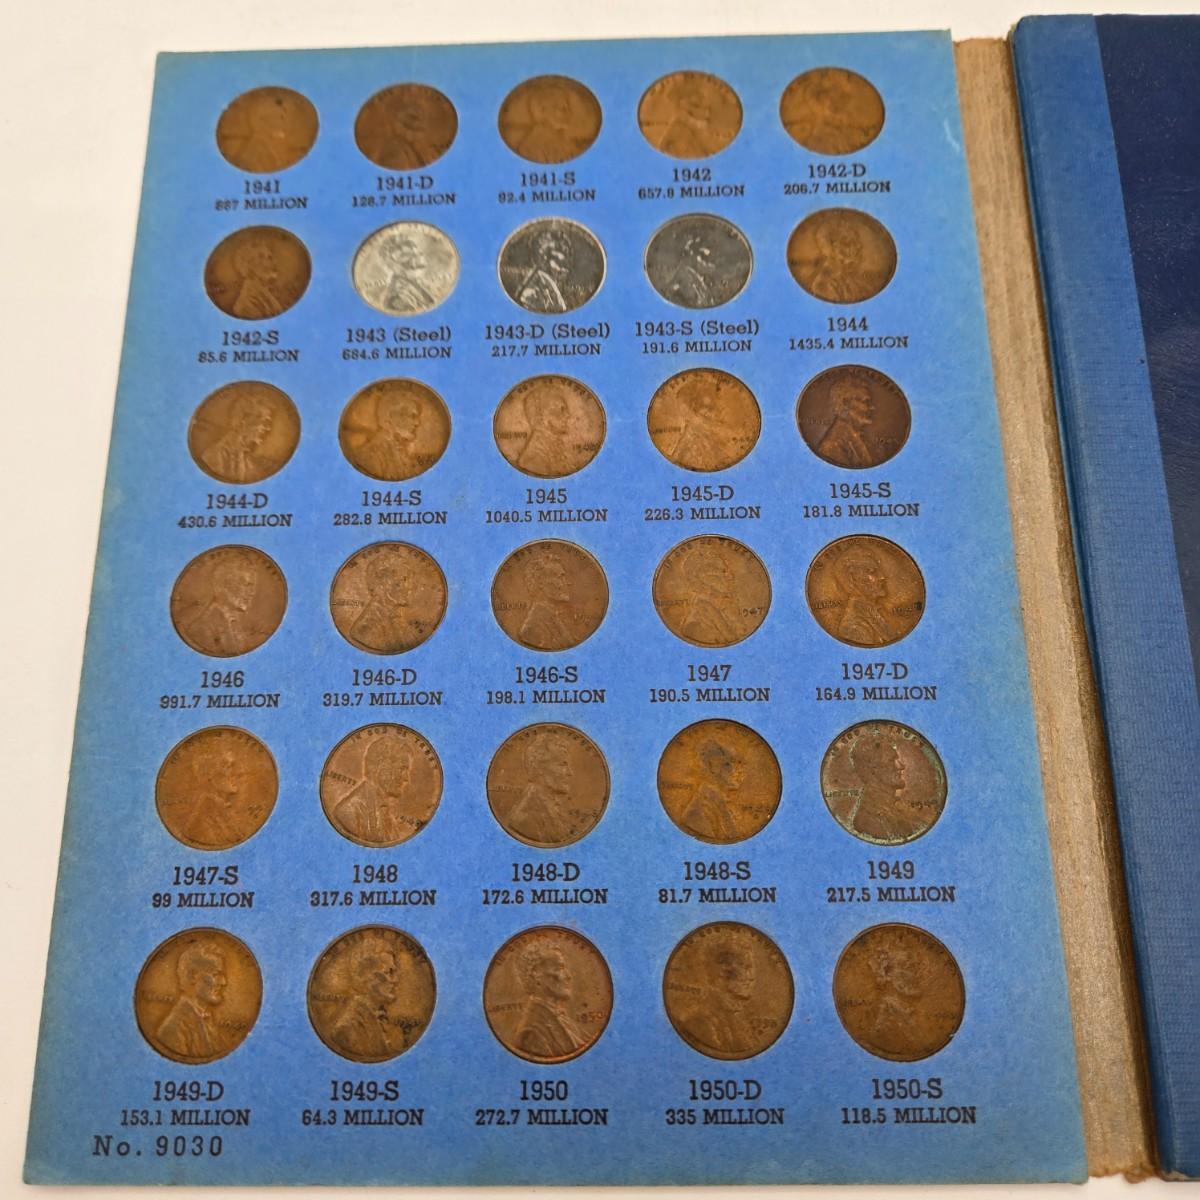 1941 1941-D 1941-S 1942 1942-D
887 MILLION 128.7 MILLION 92.4 MILLION 657.8 MILLION 206.7 MILLION
1942-S 1943 (Steel) 1943-D (Steel) 1943-S (Steel) 1944
85.6 MILLION 684.6 MILLION 217.7 MILLION 191.6 MILLION 1435.4 MILLION
1944-D 1944-S 1945 1945-D 1945-S
430.6 MILLION 282.8 MILLION 1040.5 MILLION 226.3 MILLION 181.8 MILLION
1946 1946-D 1946-S 1947 1947-D
991.7 MILLION 319.7 MILLION 198.1 MILLION 190.5 MILLION 164.9 MILLION
1947-S 1948 1948-D 1948-S 1949
99 MILLION 317.6 MILLION 172.6 MILLION 81.7 MILLION 217.5 MILLION
1949-D 1949-S 1950 1950-D 1950-S
153.1 MILLION 64.3 MILLION 272.7 MILLION 335 MILLION 118.5 MILLION
No. 9030